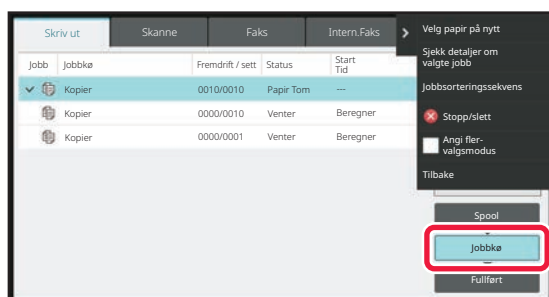 Skriv ut Skanne Faks Intern.Faks
Jobb Jobbkø Fremdrift / sett Status Start Tid
Kopier 0010/0010 Papir Tom ---
Kopier 0000/0010 Venter Beregner
Kopier 0000/0001 Venter Beregner
Velg papir på nytt
Sjekk detaljer om
valgte jobb
Jobbsorteringssekvens
Stopp/slett
Angi fler-
valgsmodus
Tilbake
Spool
Jobbkø
Fullført